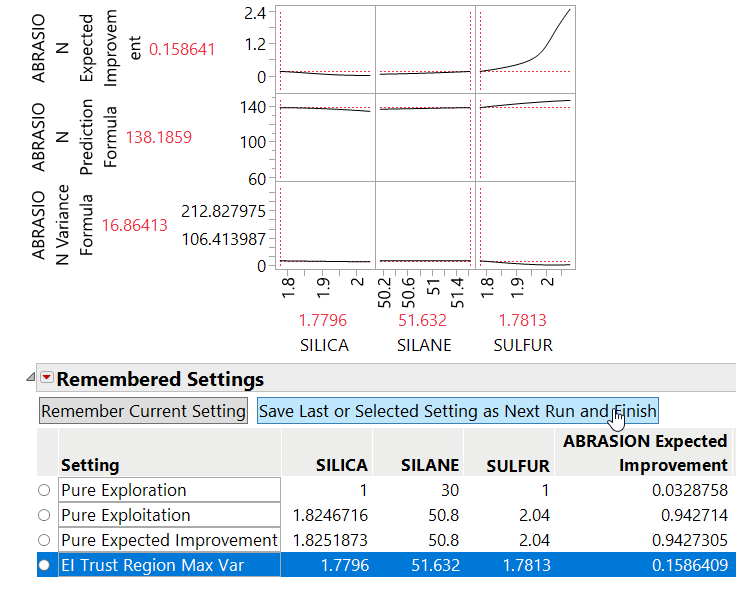 ABRASIO
N
Expected
Improvem
ent
0.158641
2.4
1.2
0
ABRASIO
N
Prediction
Formula
138.1859
140
100
60
ABRASIO
N Variance
Formula
16.86413
212.827975
106.413987
0
1.8
1.9
2
50.2
50.6
51
51.4
1.8
1.9
2
1.7796
51.632
1.7813
SILICA
SILANE
SULFUR
Remembered Settings
Remember Current Setting
Save Last or Selected Setting as Next Run and Finish
Setting SILICA SILANE SULFUR ABRASION Expected
Improvement
Pure Exploration 1 30 1 0.0328758
Pure Exploitation 1.8246716 50.8 2.04 0.942714
Pure Expected Improvement 1.8251873 50.8 2.04 0.9427305
EI Trust Region Max Var 1.7796 51.632 1.7813 0.1586409